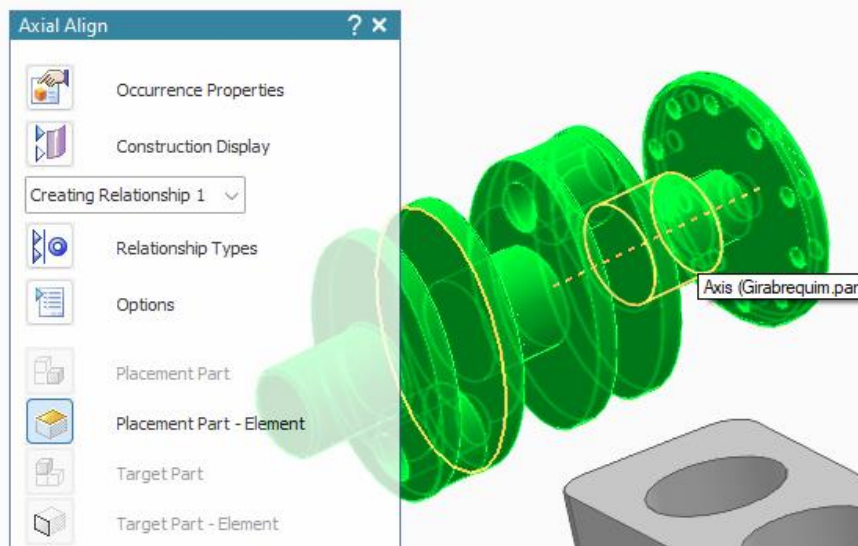 Axial Align ? ×
Occurrence Properties
Construction Display
Creating Relationship 1
Relationship Types
Options
Axis (Girabrequim.par
Placement Part
Placement Part - Element
Target Part
Target Part - Element